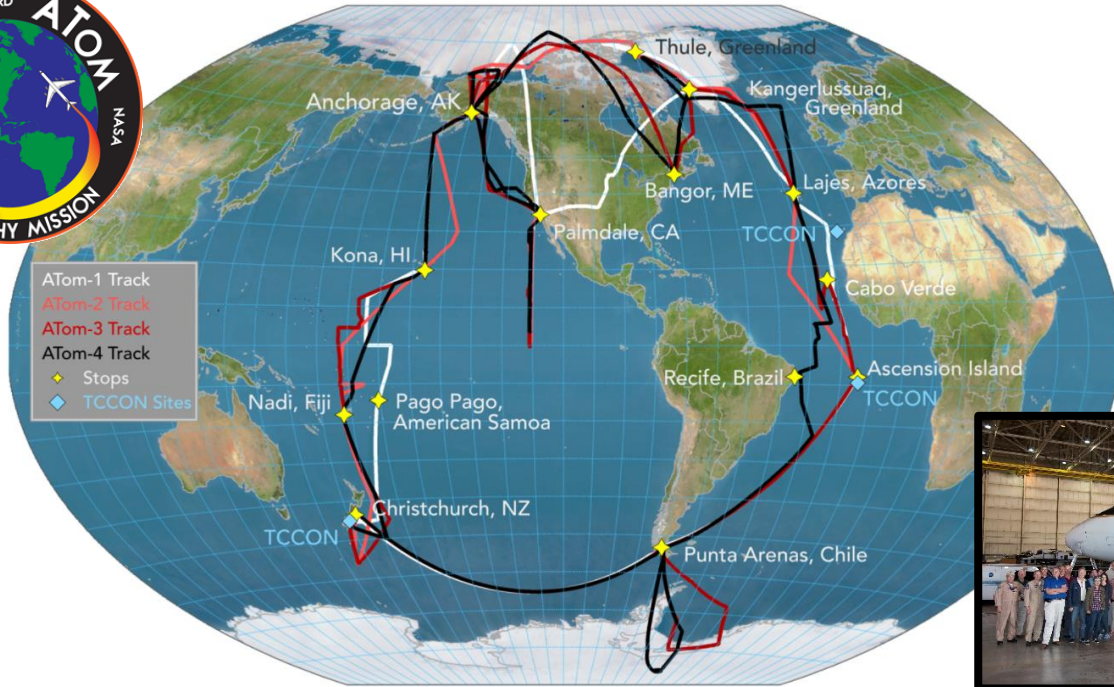 RD
ATOM
NASA
HY MISSION
Thule, Greenland
Anchorage, AK
Kangerlussuaq,
Greenland
Bangor, ME
Lajes, Azores
Palmdale, CA
TCCON
Kona, HI
Cabo Verde
ATom-1 Track
ATom-2 Track
ATom-3 Track
ATom-4 Track
Stops
TCCON Sites
Recife, Brazil
Ascension Island
TCCON
Nadi, Fiji
Pago Pago,
American Samoa
Christchurch, NZ
TCCON
Punta Arenas, Chile